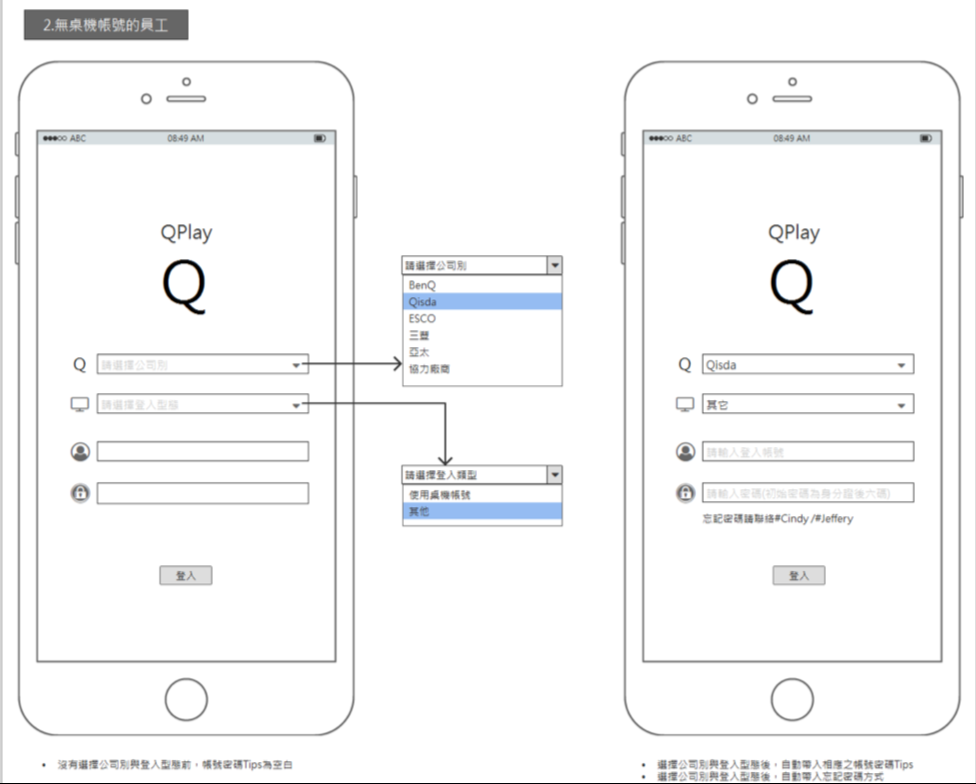 2.無桌機帳號的員工
ABC 08:49 AM
QPlay
Q
Q 請選擇公司別
請選擇登入型態
登入
沒有選擇公司別與登入型態前，帳號密碼Tips為空白
請選擇公司別
BenQ
Qisda
ESCO
三豐
亞太
協力廠商
請選擇登入類型
使用桌機帳號
其他
ABC 08:49 AM
QPlay
Q
Q Qisda
其它
請輸入登入帳號
請輸入密碼(初始密碼為身分證後六碼)
忘記密碼請聯絡#Cindy /#Jeffery
登入
選擇公司別與登入型態後，自動帶入相應之帳號密碼Tips
選擇公司別與登入型態後，自動帶入忘記密碼方式